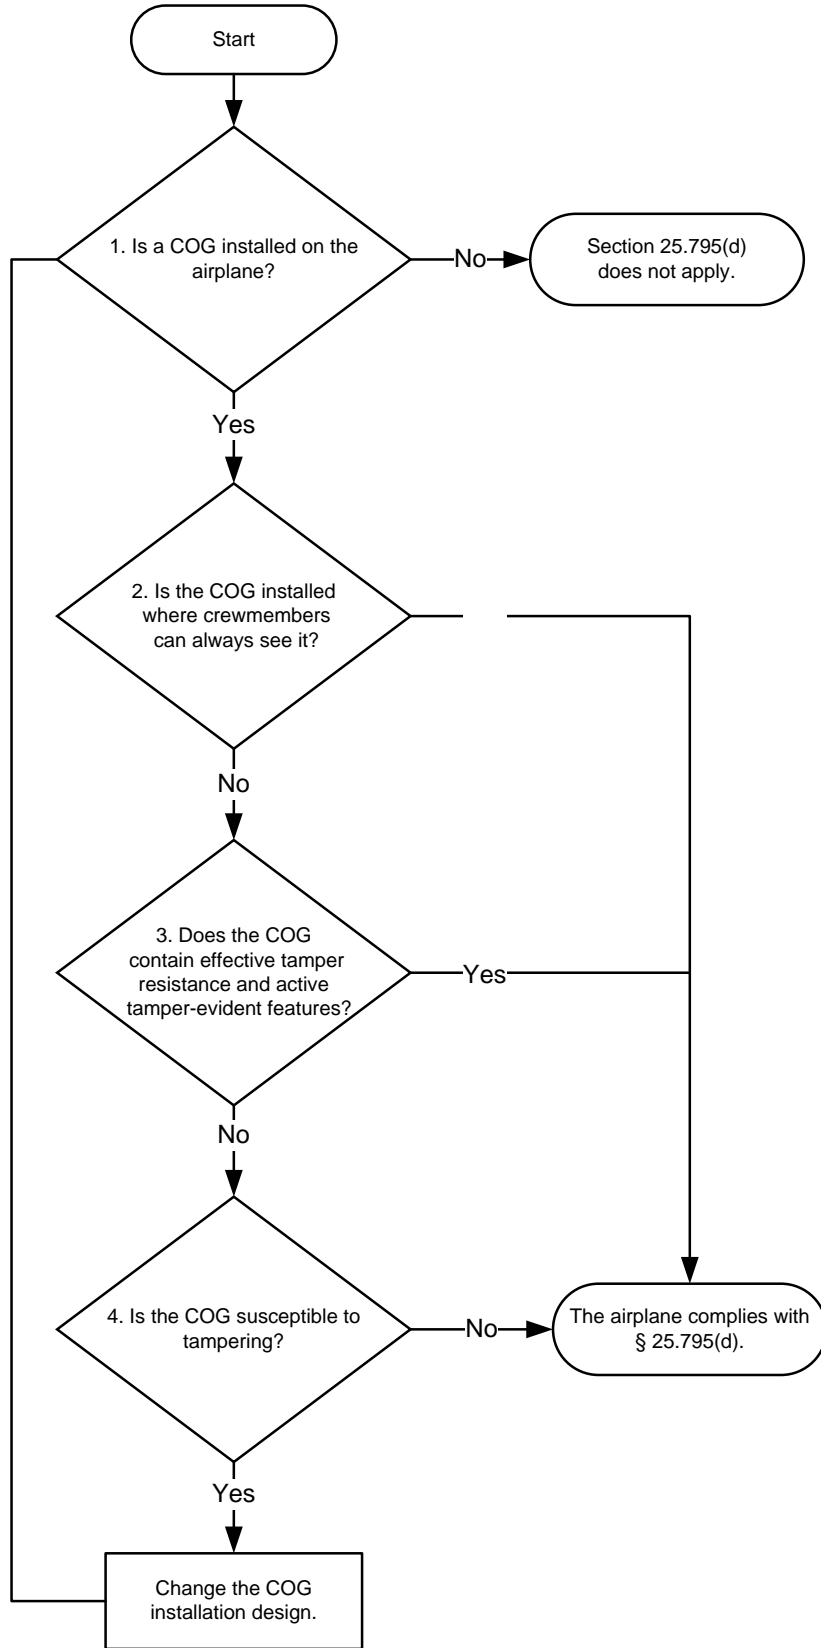 Start
1. Is a COG installed on the
airplane?
No
Section 25.795(d)
does not apply.
Yes
2. Is the COG installed
where crewmembers
can always see it?
No
3. Does the COG
contain effective tamper
resistance and active
tamper-evident features?
Yes
No
4. Is the COG susceptible to
tampering?
No
The airplane complies with
§ 25.795(d).
Yes
Change the COG
installation design.